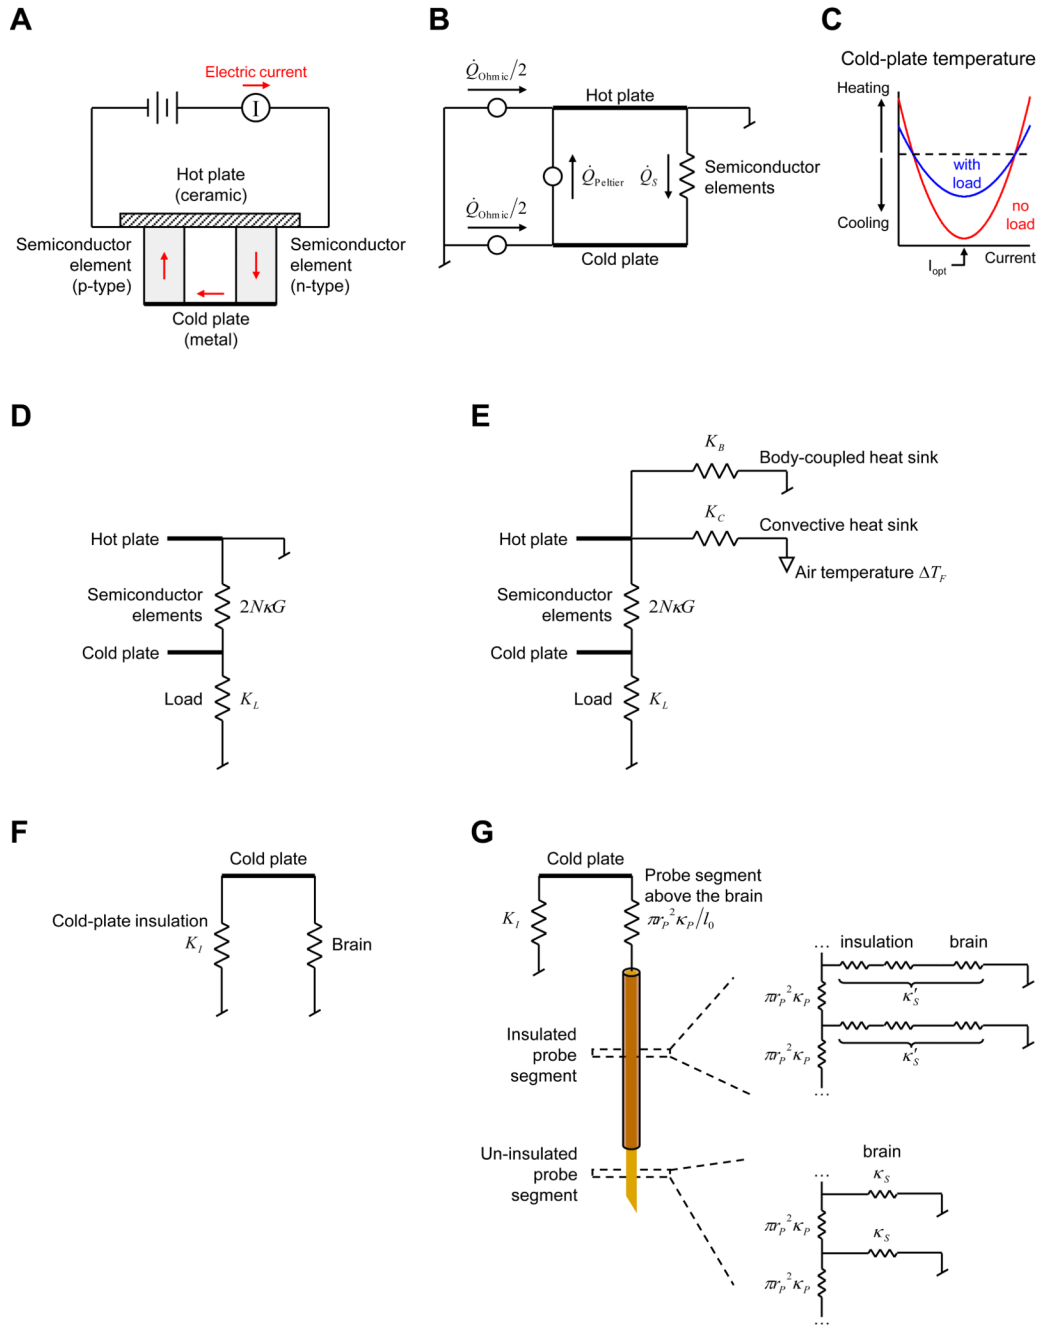 A
Electric current
I
Hot plate
(ceramic)
Semiconductor
element
(p-type)
Semiconductor
element
(n-type)
Cold plate
(metal)
B
Q̇Ohmic/2
Hot plate
Q̇Peltier
Q̇S
Semiconductor
elements
Q̇Ohmic/2
Cold plate
C
Cold-plate temperature
Heating
with
load
no
load
Cooling
Iopt
Current
D
Hot plate
Semiconductor
elements
2NκG
Cold plate
Load
KL
E
KB
Body-coupled heat sink
KC
Convective heat sink
Hot plate
Air temperature ΔTF
Semiconductor
elements
2NκG
Cold plate
Load
KL
F
Cold plate
Cold-plate insulation
KI
Brain
G
Cold plate
Probe segment
above the brain
πrP²κP/l0
KI
Insulated
probe
segment
Un-insulated
probe
segment
...
insulation
brain
πrP²κP
κ′S
πrP²κP
κ′S
...
brain
...
κS
πrP²κP
κS
πrP²κP
...